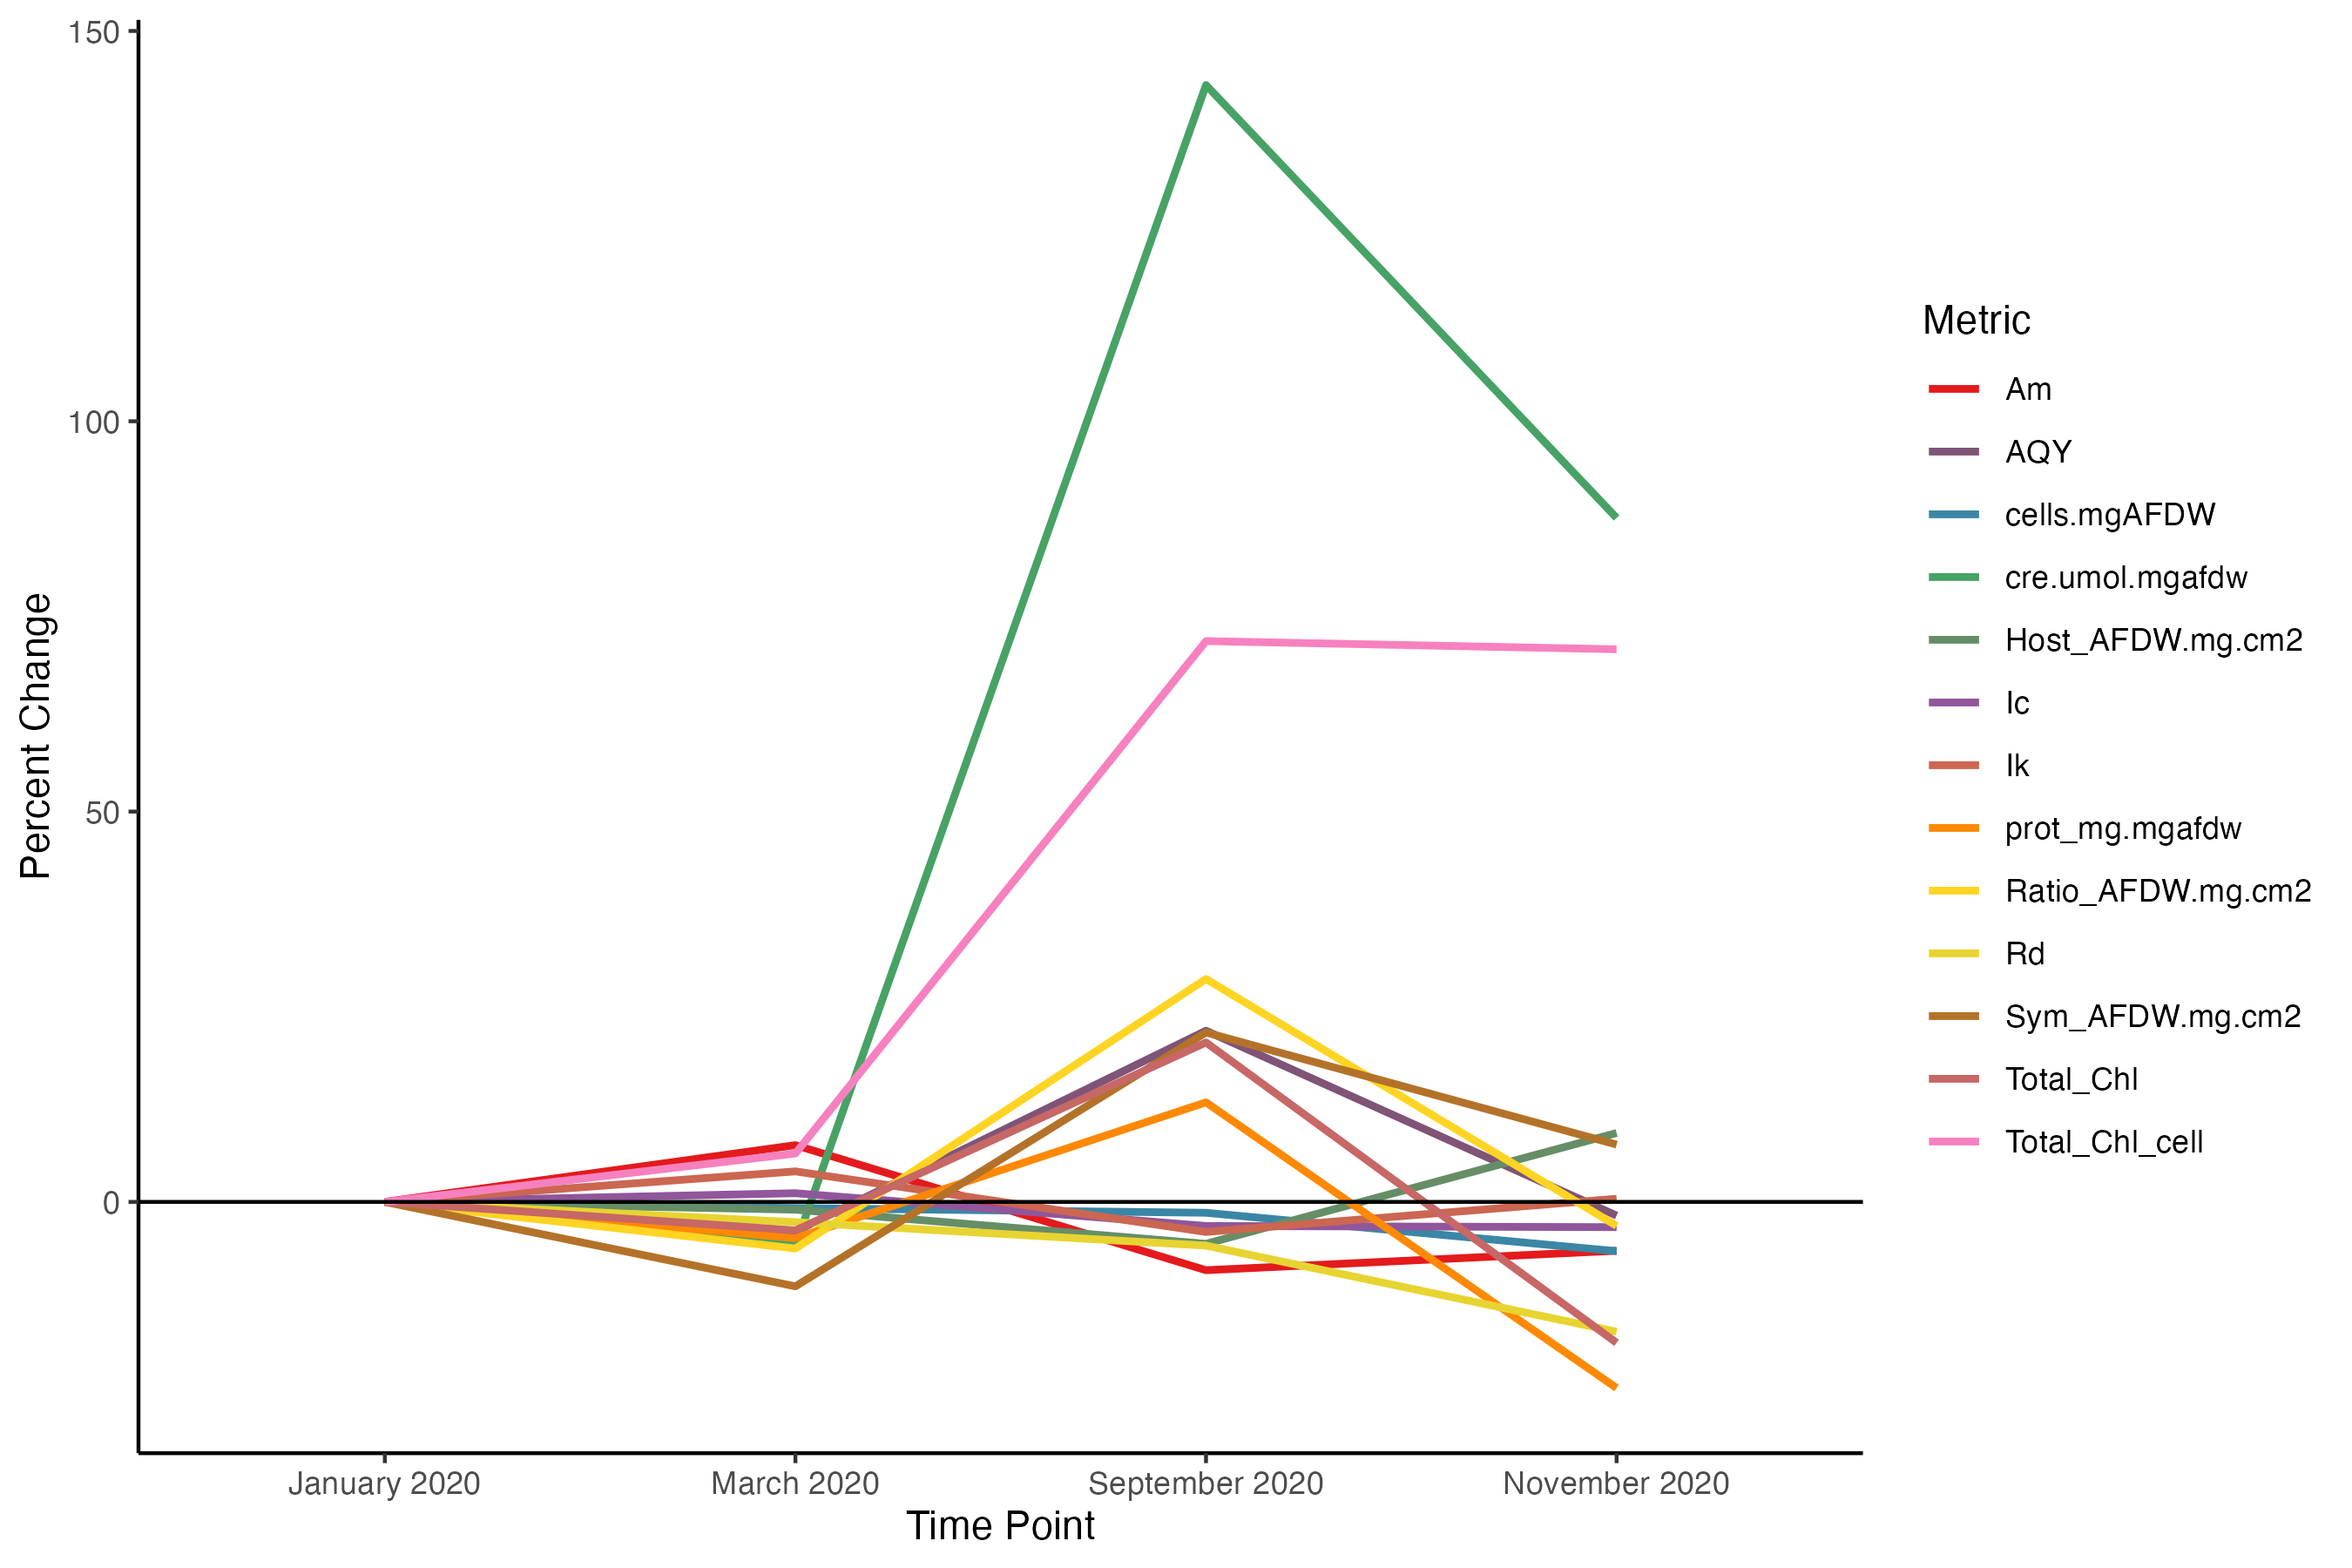 150
100
50
0
Percent Change
January 2020 March 2020 September 2020 November 2020
Time Point
Metric
Am
AQY
cells.mgAFDW
cre.umol.mgafdw
Host_AFDW.mg.cm2
Ic
Ik
prot_mg.mgafdw
Ratio_AFDW.mg.cm2
Rd
Sym_AFDW.mg.cm2
Total_Chl
Total_Chl_cell